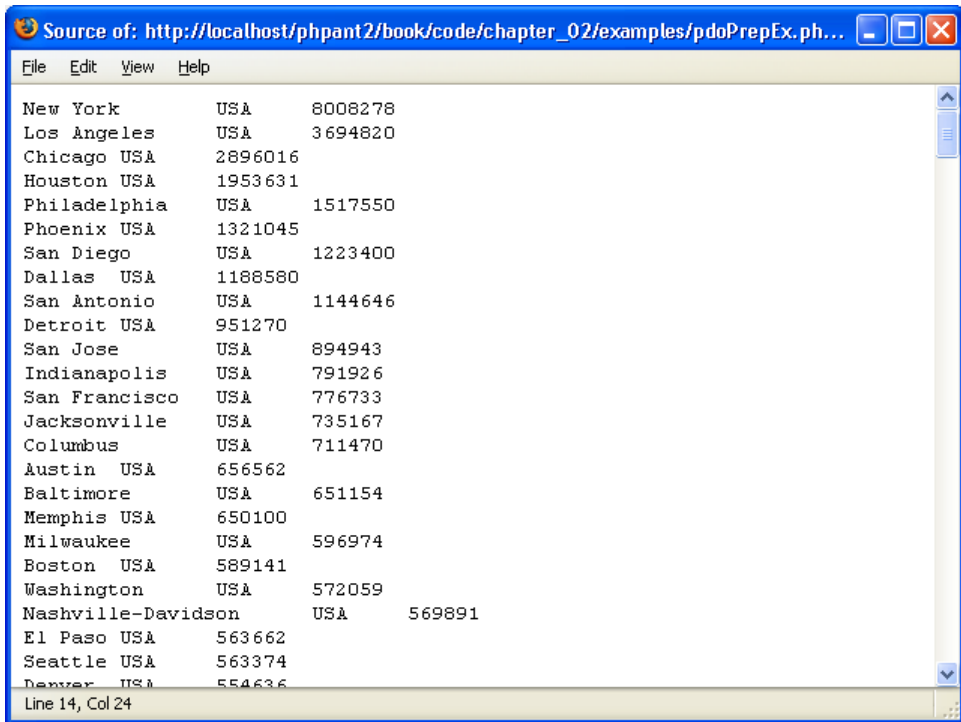 Source of: http://localhost/phpant2/book/code/chapter_02/examples/pdoPrepEx.ph...
File Edit View Help
New York USA 8008278
Los Angeles USA 3694820
Chicago USA 2896016
Houston USA 1953631
Philadelphia USA 1517550
Phoenix USA 1321045
San Diego USA 1223400
Dallas USA 1188580
San Antonio USA 1144646
Detroit USA 951270
San Jose USA 894943
Indianapolis USA 791926
San Francisco USA 776733
Jacksonville USA 735167
Columbus USA 711470
Austin USA 656562
Baltimore USA 651154
Memphis USA 650100
Milwaukee USA 596974
Boston USA 589141
Washington USA 572059
Nashville-Davidson USA 569891
El Paso USA 563662
Seattle USA 563374
Denver USA 554636
Line 14, Col 24